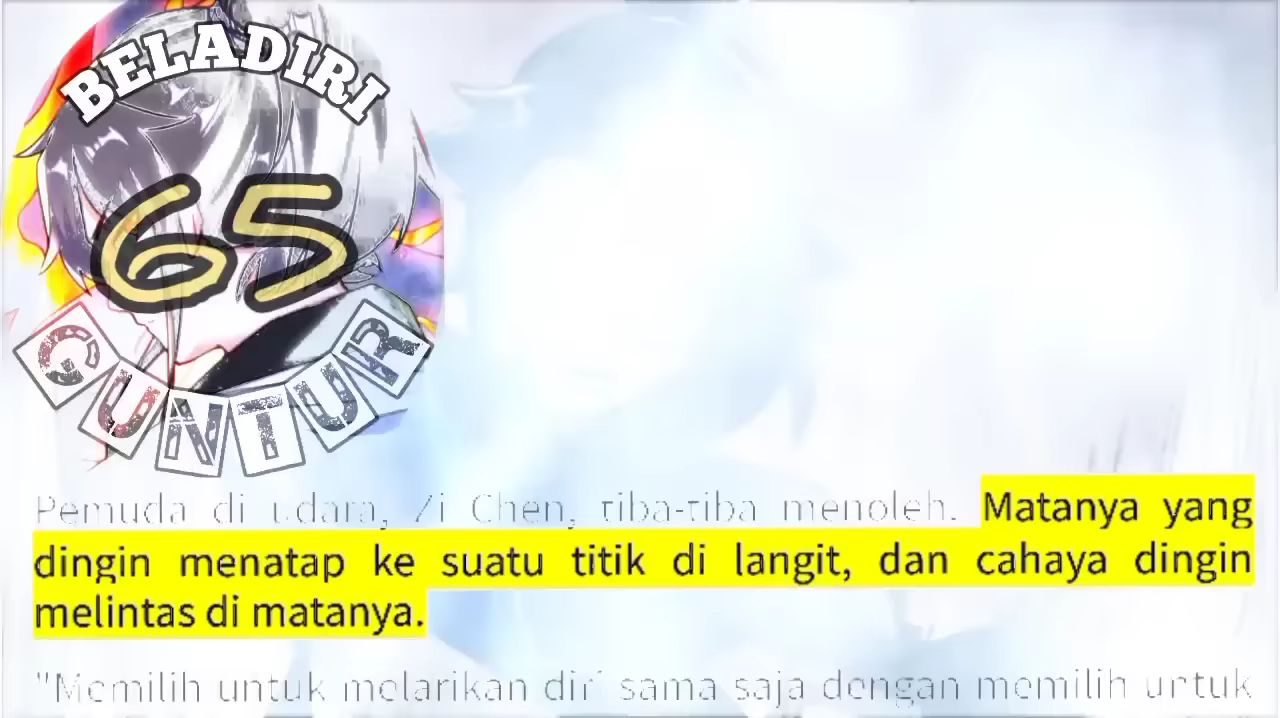 BELADIRI
65
GUNTUR
Pemuda di udara, Zi Chen, tiba-tiba menoleh. Matanya yang
dingin menatap ke suatu titik di langit, dan cahaya dingin
melintas di matanya.
"Memilih untuk melarikan diri sama saja dengan memilih untuk